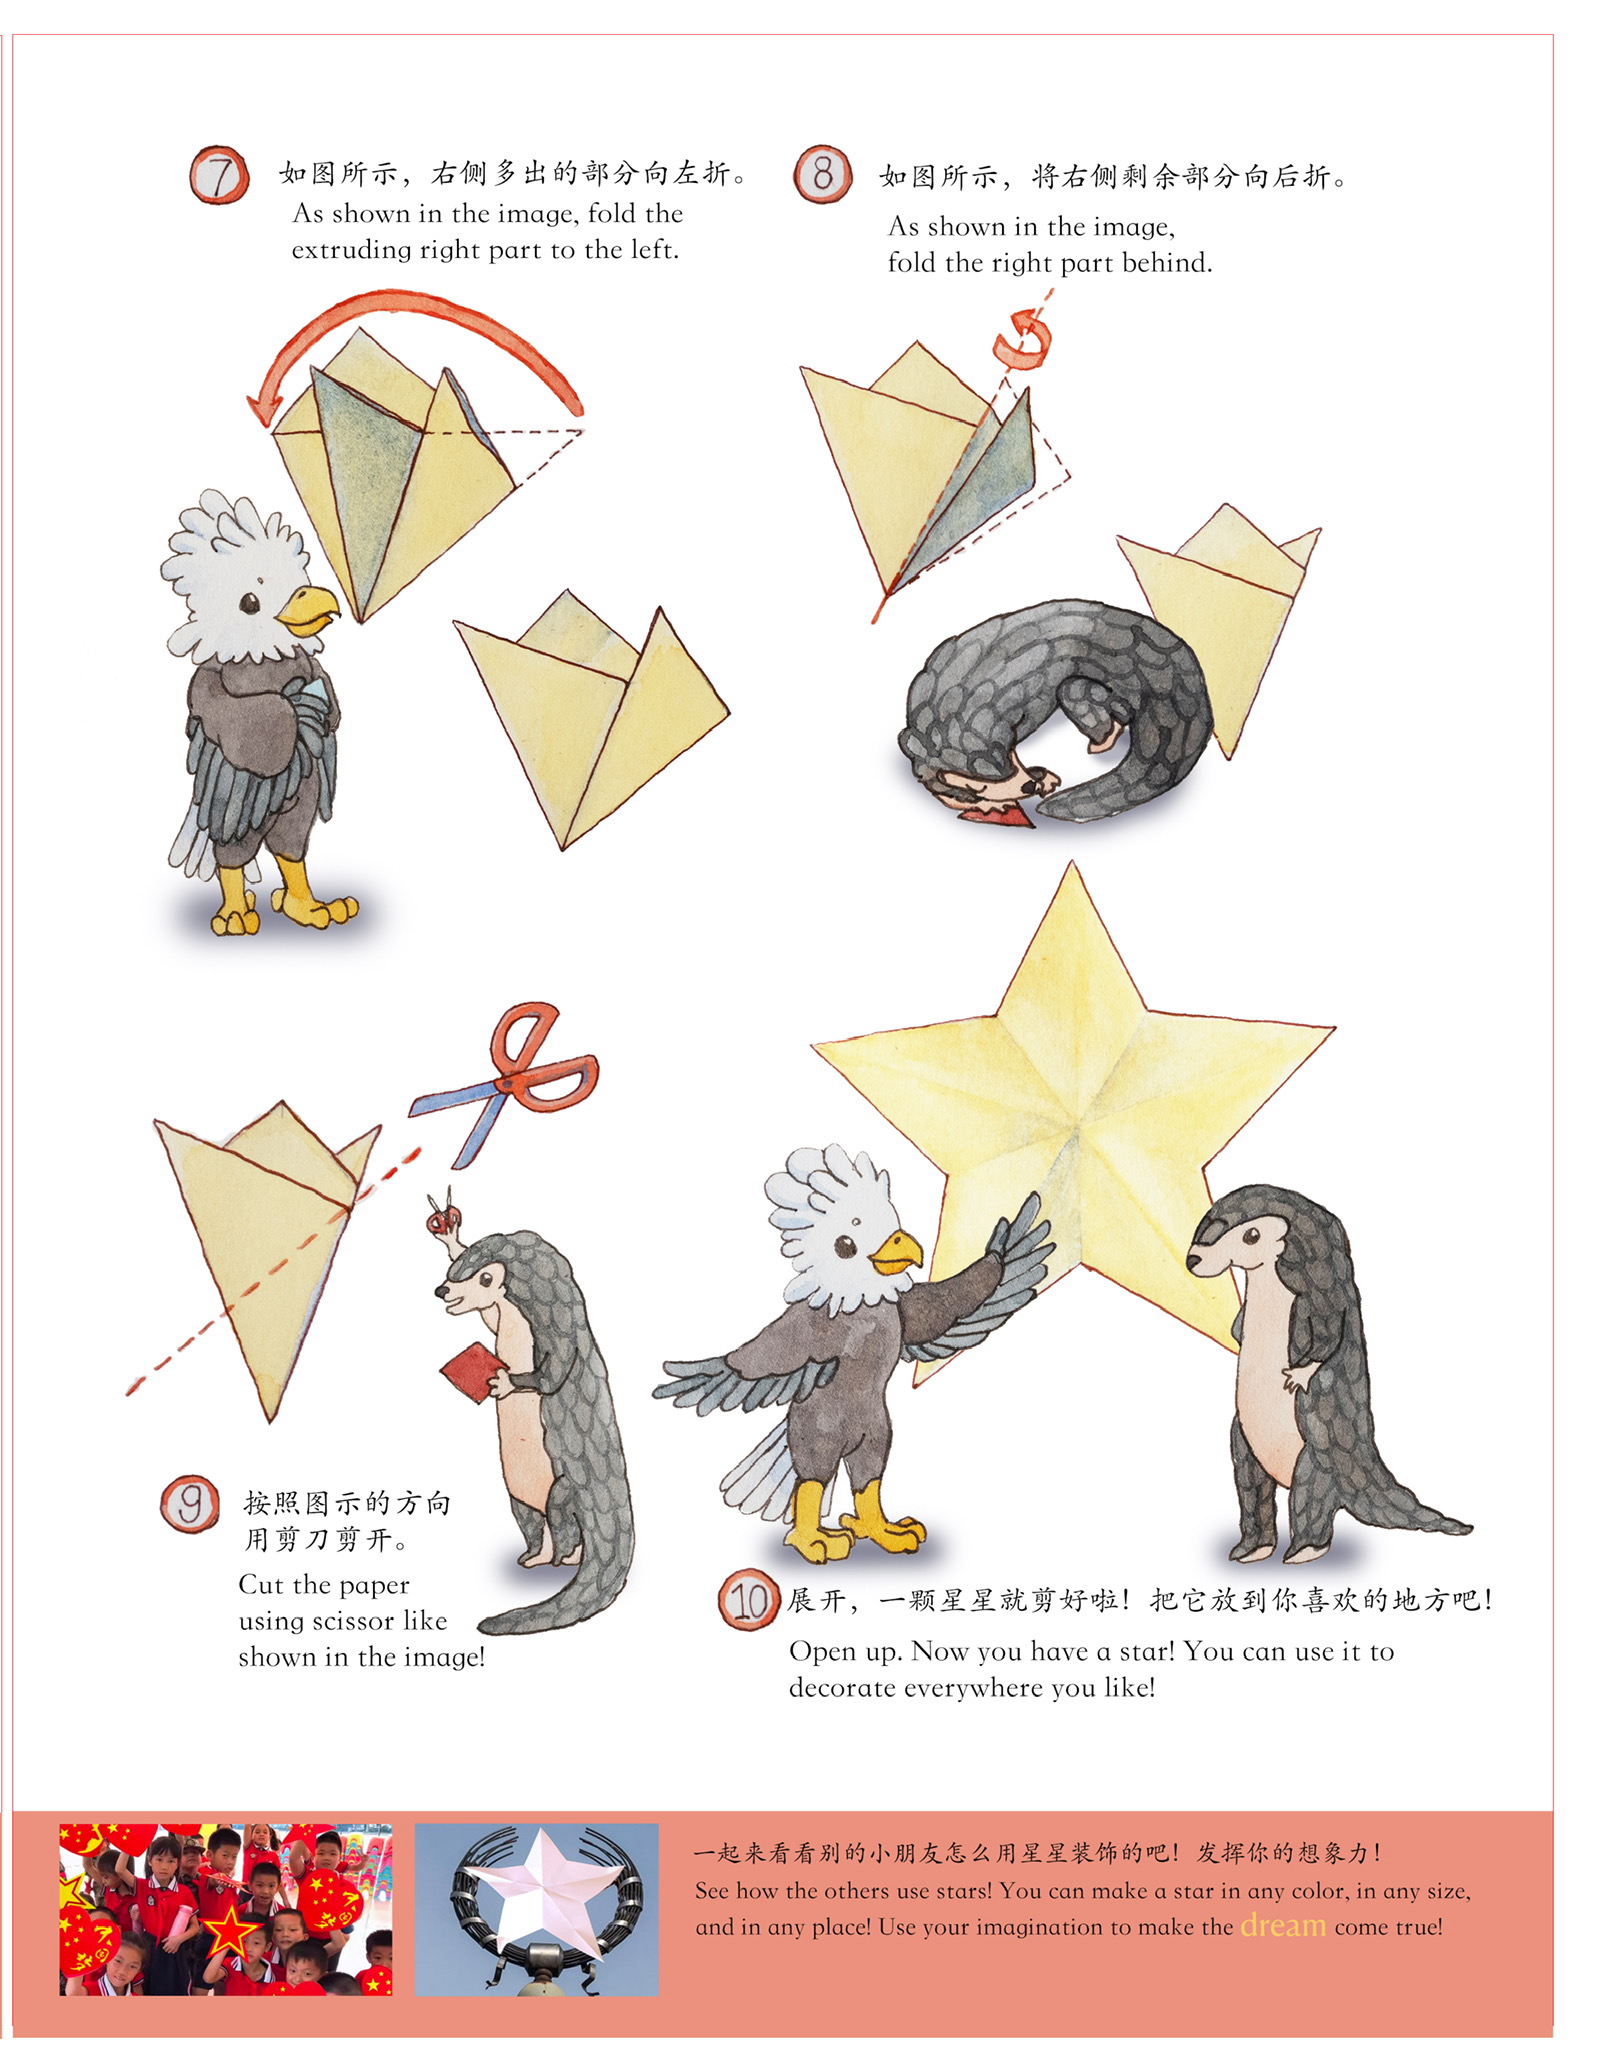 7
如图所示，右侧多出的部分向左折。
As shown in the image, fold the
extruding right part to the left.
8
如图所示，将右侧剩余部分向后折。
As shown in the image,
fold the right part behind.
9
按照图示的方向
用剪刀剪开。
Cut the paper
using scissor like
shown in the image!
10
展开，一颗星星就剪好啦！把它放到你喜欢的地方吧！
Open up. Now you have a star! You can use it to
decorate everywhere you like!
一起来看看别的小朋友怎么用星星装饰的吧！发挥你的想象力！
See how the others use stars! You can make a star in any color, in any size,
and in any place! Use your imagination to make the dream come true!